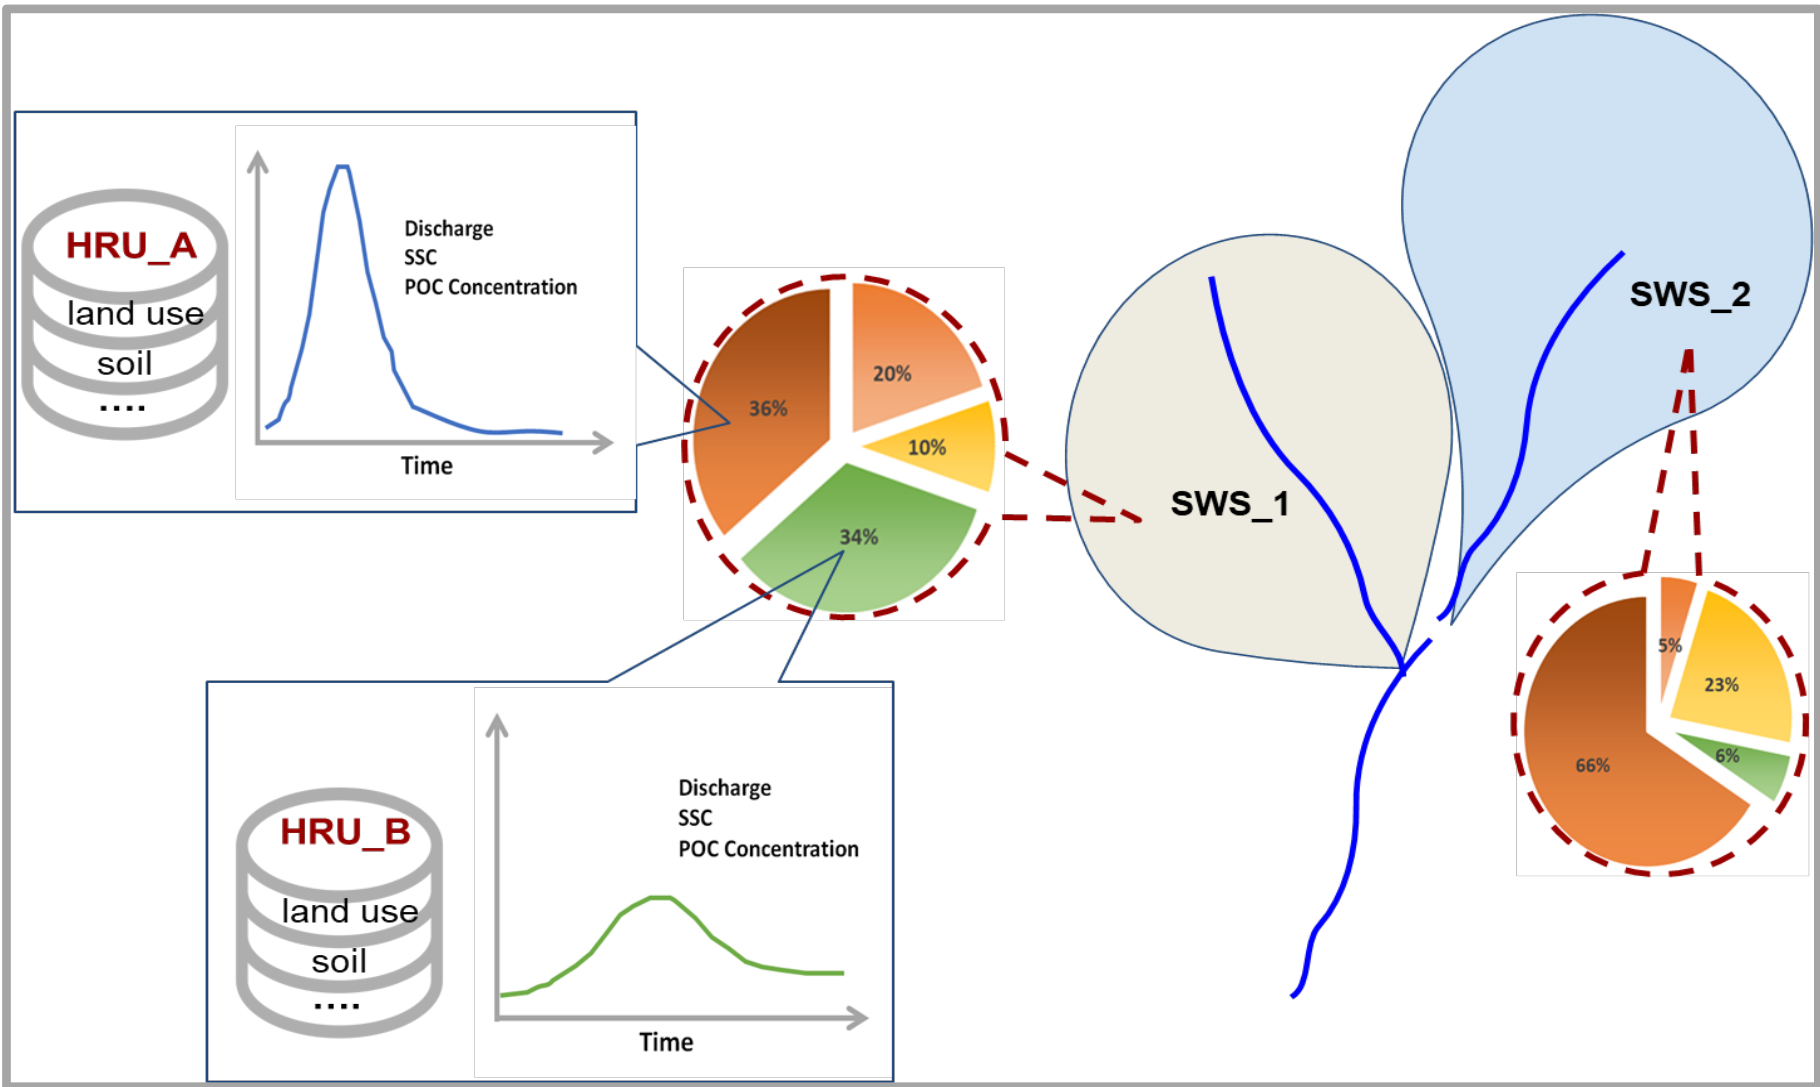 HRU_A
land use
soil
....
Discharge
SSC
POC Concentration
Time
36%
20%
10%
34%
SWS_1
SWS_2
5%
23%
6%
66%
HRU_B
land use
soil
....
Discharge
SSC
POC Concentration
Time